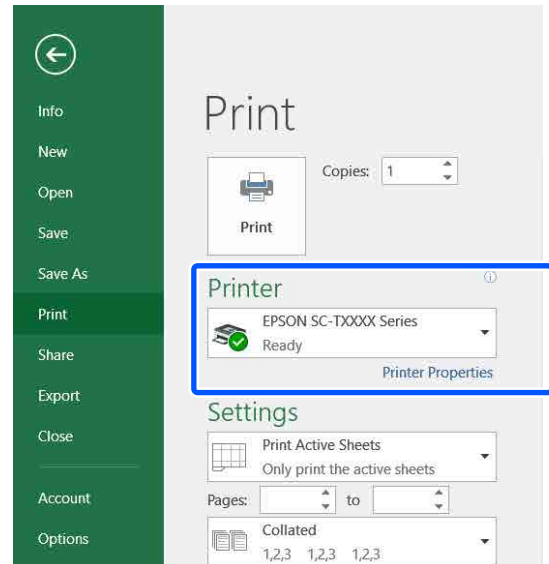 Info
New
Open
Save
Save As
Print
Share
Export
Close
Account
Options
Print
Copies: 1
Print
Printer
EPSON SC-TXXXX Series
Ready
Printer Properties
Settings
Print Active Sheets
Only print the active sheets
Pages: to
Collated
1,2,3 1,2,3 1,2,3